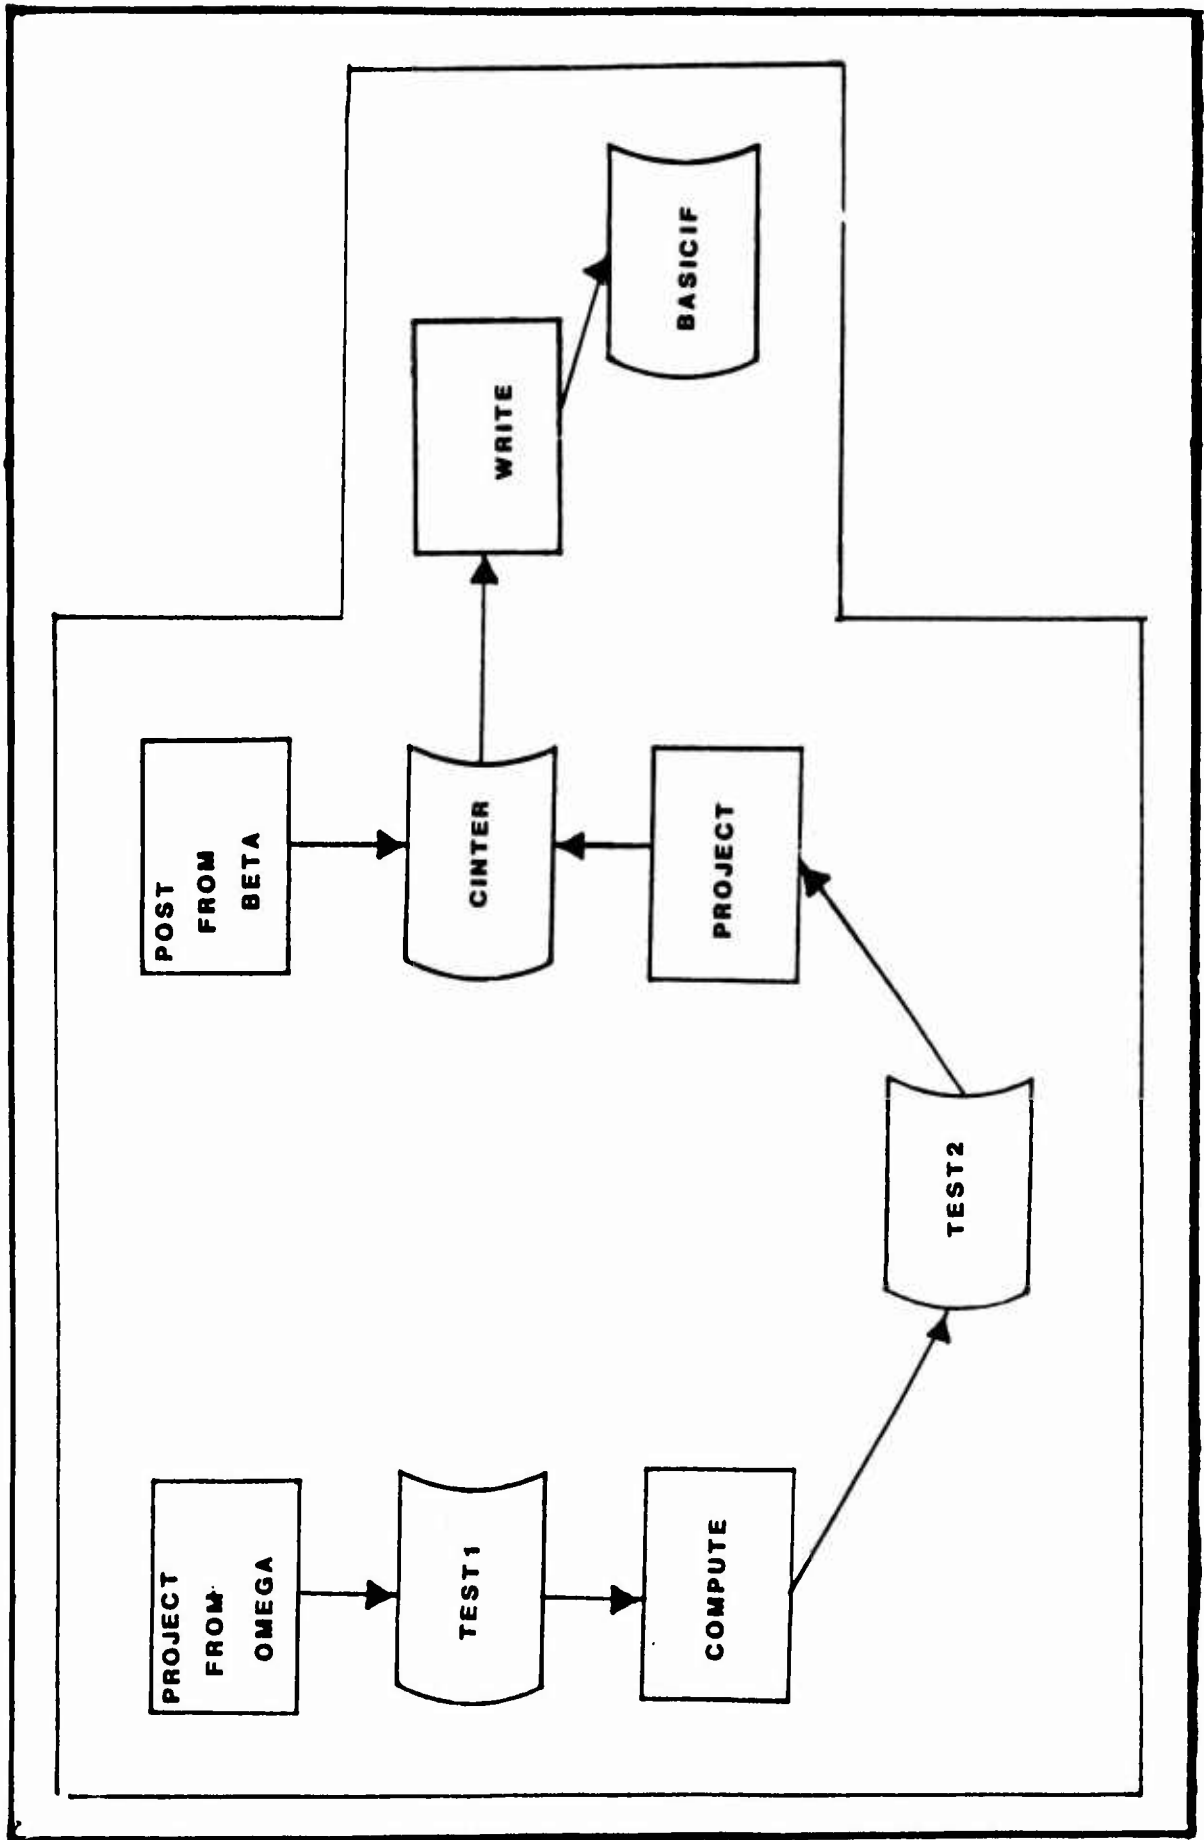 PROJECT
FROM
OMEGA
TEST1
COMPUTE
TEST2
POST
FROM
BETA
CINTER
PROJECT
WRITE
BASICIF